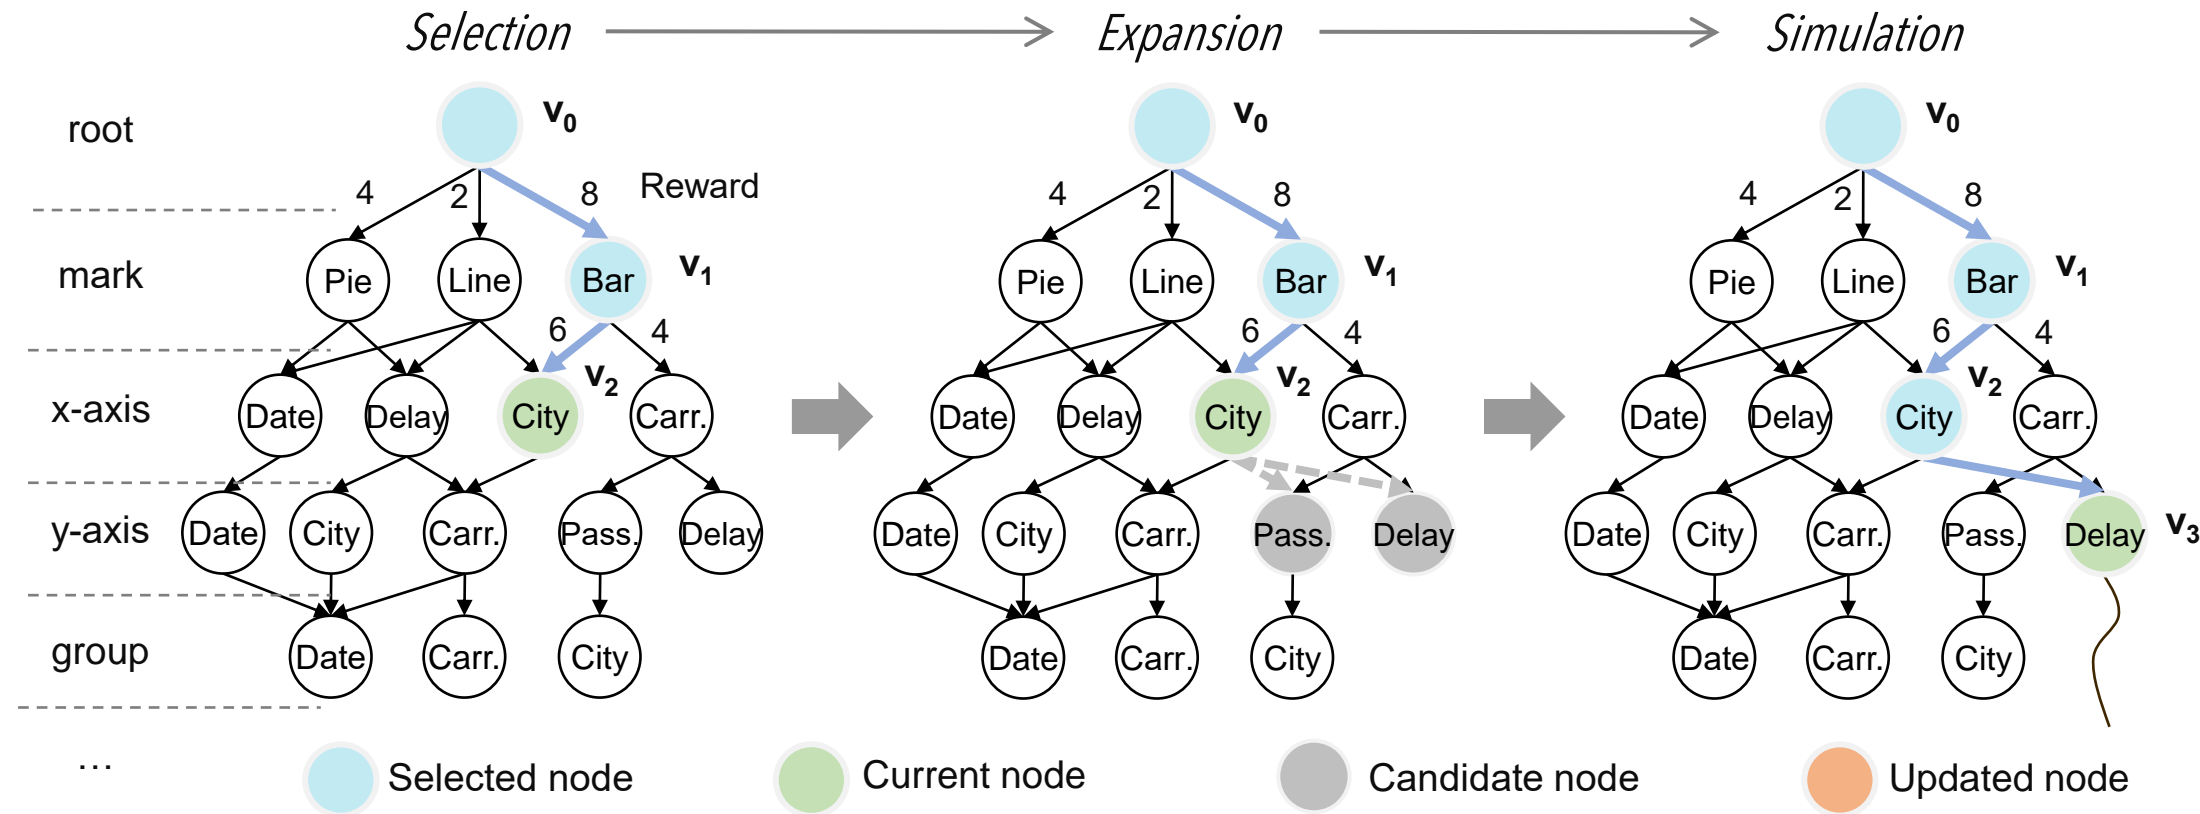 Selection Expansion Simulation
root v0 v0 v0
4 2 8 Reward 4 2 8 4 2 8
mark Pie Line Bar v1 Pie Line Bar v1 Pie Line Bar v1
6 4 6 4 6 4
v2 v2 v2
x-axis Date Delay City Carr. Date Delay City Carr. Date Delay City Carr.
y-axis Date City Carr. Pass. Delay Date City Carr. Pass. Delay Date City Carr. Pass. Delay v3
group Date Carr. City Date Carr. City Date Carr. City
... Selected node Current node Candidate node Updated node